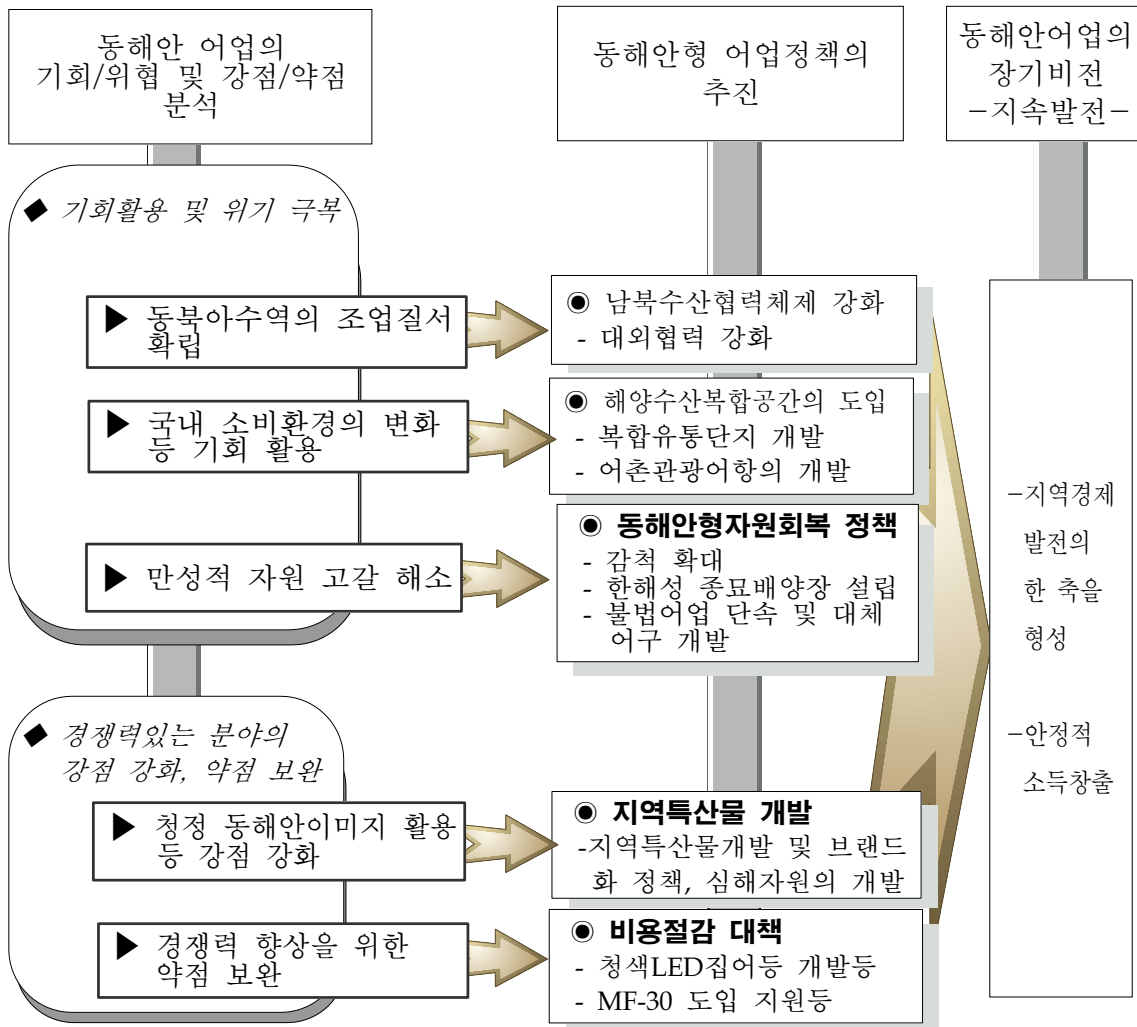 동해안 어업의
기회/위협 및 강점/약점
분석
동해안형 어업정책의
추진
동해안어업의
장기비전
-지속발전-
◆ 기회활용 및 위기 극복
▶ 동북아수역의 조업질서
확립
◉ 남북수산협력체제 강화
- 대외협력 강화
▶ 국내 소비환경의 변화
등 기회 활용
◉ 해양수산복합공간의 도입
- 복합유통단지 개발
- 어촌관광어항의 개발
▶ 만성적 자원 고갈 해소
◉ 동해안형자원회복 정책
- 감척 확대
- 한해성 종묘배양장 설립
- 불법어업 단속 및 대체
어구 개발
◆ 경쟁력있는 분야의
강점 강화, 약점 보완
▶ 청정 동해안이미지 활용
등 강점 강화
◉ 지역특산물 개발
-지역특산물개발 및 브랜드
화 정책, 심해자원의 개발
▶ 경쟁력 향상을 위한
약점 보완
◉ 비용절감 대책
- 청색LED집어등 개발등
- MF-30 도입 지원등
-지역경제
발전의
한 축을
형성
-안정적
소득창출